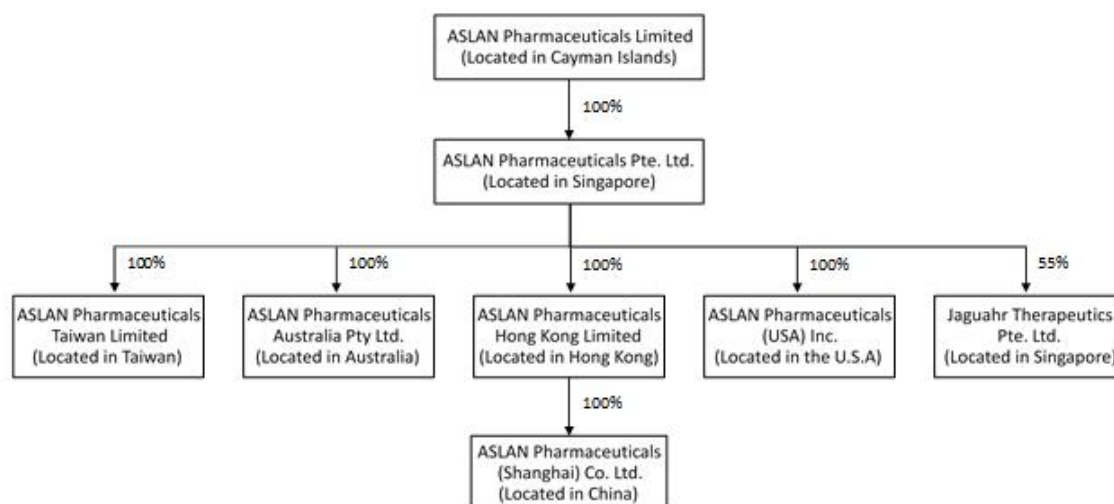 ASLAN Pharmaceuticals Limited
(Located in Cayman Islands)
100%
ASLAN Pharmaceuticals Pte. Ltd.
(Located in Singapore)
100%
100%
100%
100%
55%
ASLAN Pharmaceuticals
Taiwan Limited
(Located in Taiwan)
ASLAN Pharmaceuticals
Australia Pty Ltd.
(Located in Australia)
ASLAN Pharmaceuticals
Hong Kong Limited
(Located in Hong Kong)
ASLAN Pharmaceuticals
(USA) Inc.
(Located in the U.S.A)
Jaguahr Therapeutics
Pte. Ltd.
(Located in Singapore)
100%
ASLAN Pharmaceuticals
(Shanghai) Co. Ltd.
(Located in China)